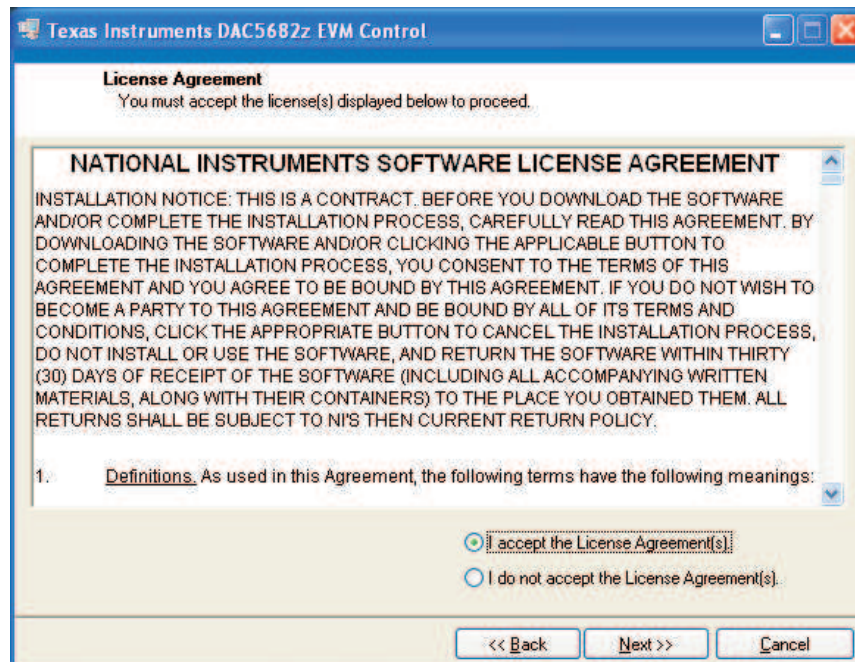 Texas Instruments DAC5682z EVM Control
License Agreement
You must accept the license(s) displayed below to proceed.
NATIONAL INSTRUMENTS SOFTWARE LICENSE AGREEMENT
INSTALLATION NOTICE: THIS IS A CONTRACT. BEFORE YOU DOWNLOAD THE SOFTWARE
AND/OR COMPLETE THE INSTALLATION PROCESS, CAREFULLY READ THIS AGREEMENT. BY
DOWNLOADING THE SOFTWARE AND/OR CLICKING THE APPLICABLE BUTTON TO
COMPLETE THE INSTALLATION PROCESS, YOU CONSENT TO THE TERMS OF THIS
AGREEMENT AND YOU AGREE TO BE BOUND BY THIS AGREEMENT. IF YOU DO NOT WISH TO
BECOME A PARTY TO THIS AGREEMENT AND BE BOUND BY ALL OF ITS TERMS AND
CONDITIONS, CLICK THE APPROPRIATE BUTTON TO CANCEL THE INSTALLATION PROCESS,
DO NOT INSTALL OR USE THE SOFTWARE, AND RETURN THE SOFTWARE WITHIN THIRTY
(30) DAYS OF RECEIPT OF THE SOFTWARE (INCLUDING ALL ACCOMPANYING WRITTEN
MATERIALS, ALONG WITH THEIR CONTAINERS) TO THE PLACE YOU OBTAINED THEM. ALL
RETURNS SHALL BE SUBJECT TO NI'S THEN CURRENT RETURN POLICY.
1. Definitions. As used in this Agreement, the following terms have the following meanings:
I accept the License Agreement(s).
I do not accept the License Agreement(s).
<< Back Next >> Cancel